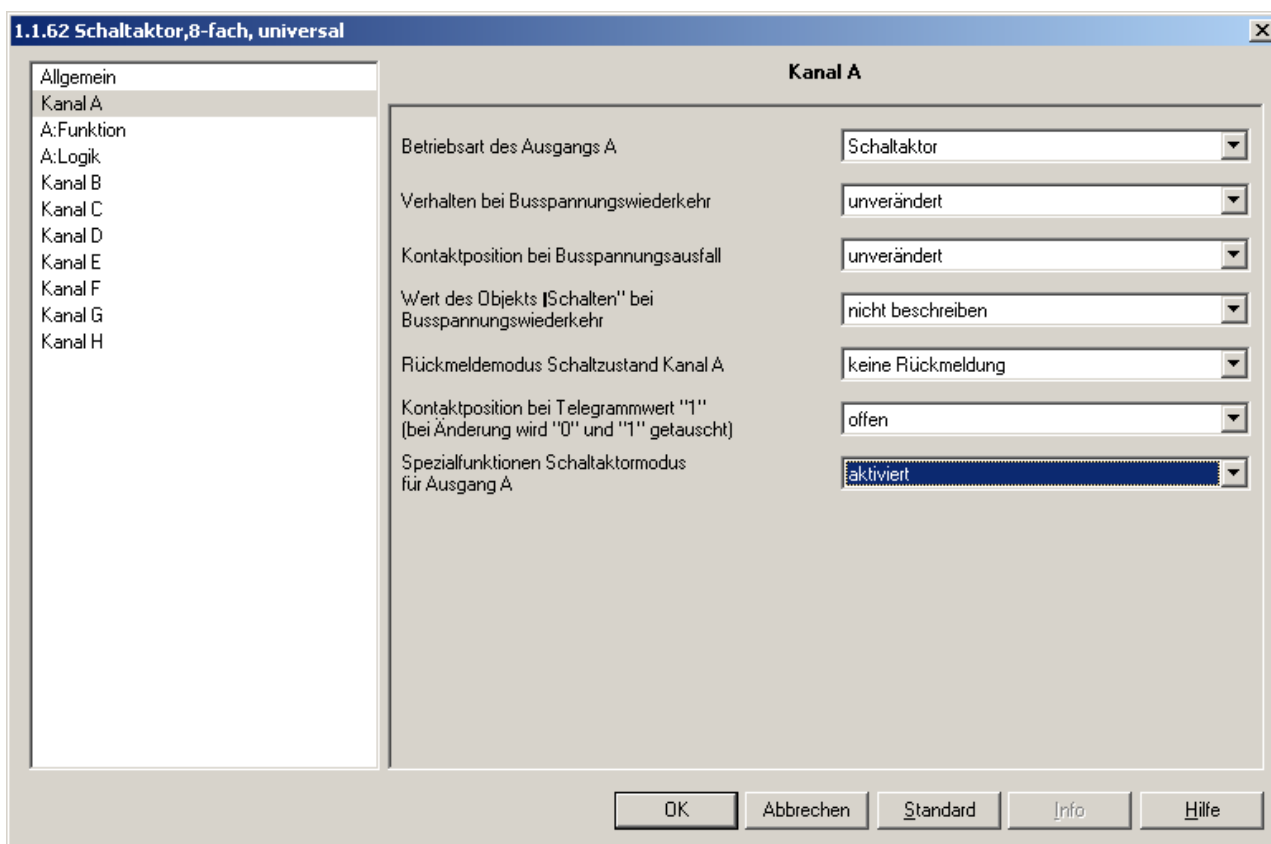 1.1.62 Schaltaktor,8-fach, universal
Allgemein
Kanal A
A:Funktion
A:Logik
Kanal B
Kanal C
Kanal D
Kanal E
Kanal F
Kanal G
Kanal H
Kanal A
Betriebsart des Ausgangs A
Schaltaktor
Verhalten bei Busspannungswiederkehr
unverändert
Kontaktposition bei Busspannungsausfall
unverändert
Wert des Objekts |Schalten" bei
Busspannungswiederkehr
nicht beschreiben
Rückmeldemodus Schaltzustand Kanal A
keine Rückmeldung
Kontaktposition bei Telegrammwert "1"
(bei Änderung wird "0" und "1" getauscht)
offen
Spezialfunktionen Schaltaktormodus
für Ausgang A
aktiviert
OK
Abbrechen
Standard
Info
Hilfe